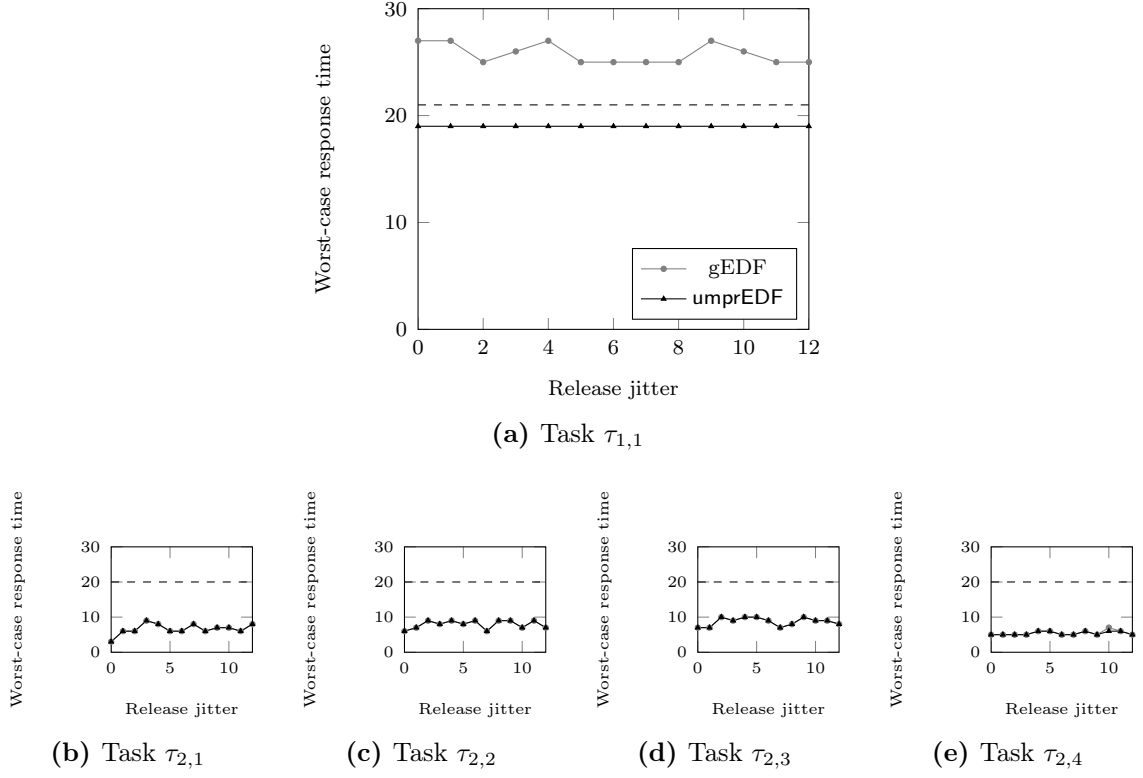 30
20
10
0
0 2 4 6 8 10 12
Worst-case response time
Release jitter
gEDF
umprEDF
(a) Task τ1,1
30
20
10
0
0 5 10
Worst-case response time
Release jitter
(b) Task τ2,1
30
20
10
0
0 5 10
Worst-case response time
Release jitter
(c) Task τ2,2
30
20
10
0
0 5 10
Worst-case response time
Release jitter
(d) Task τ2,3
30
20
10
0
0 5 10
Worst-case response time
Release jitter
(e) Task τ2,4